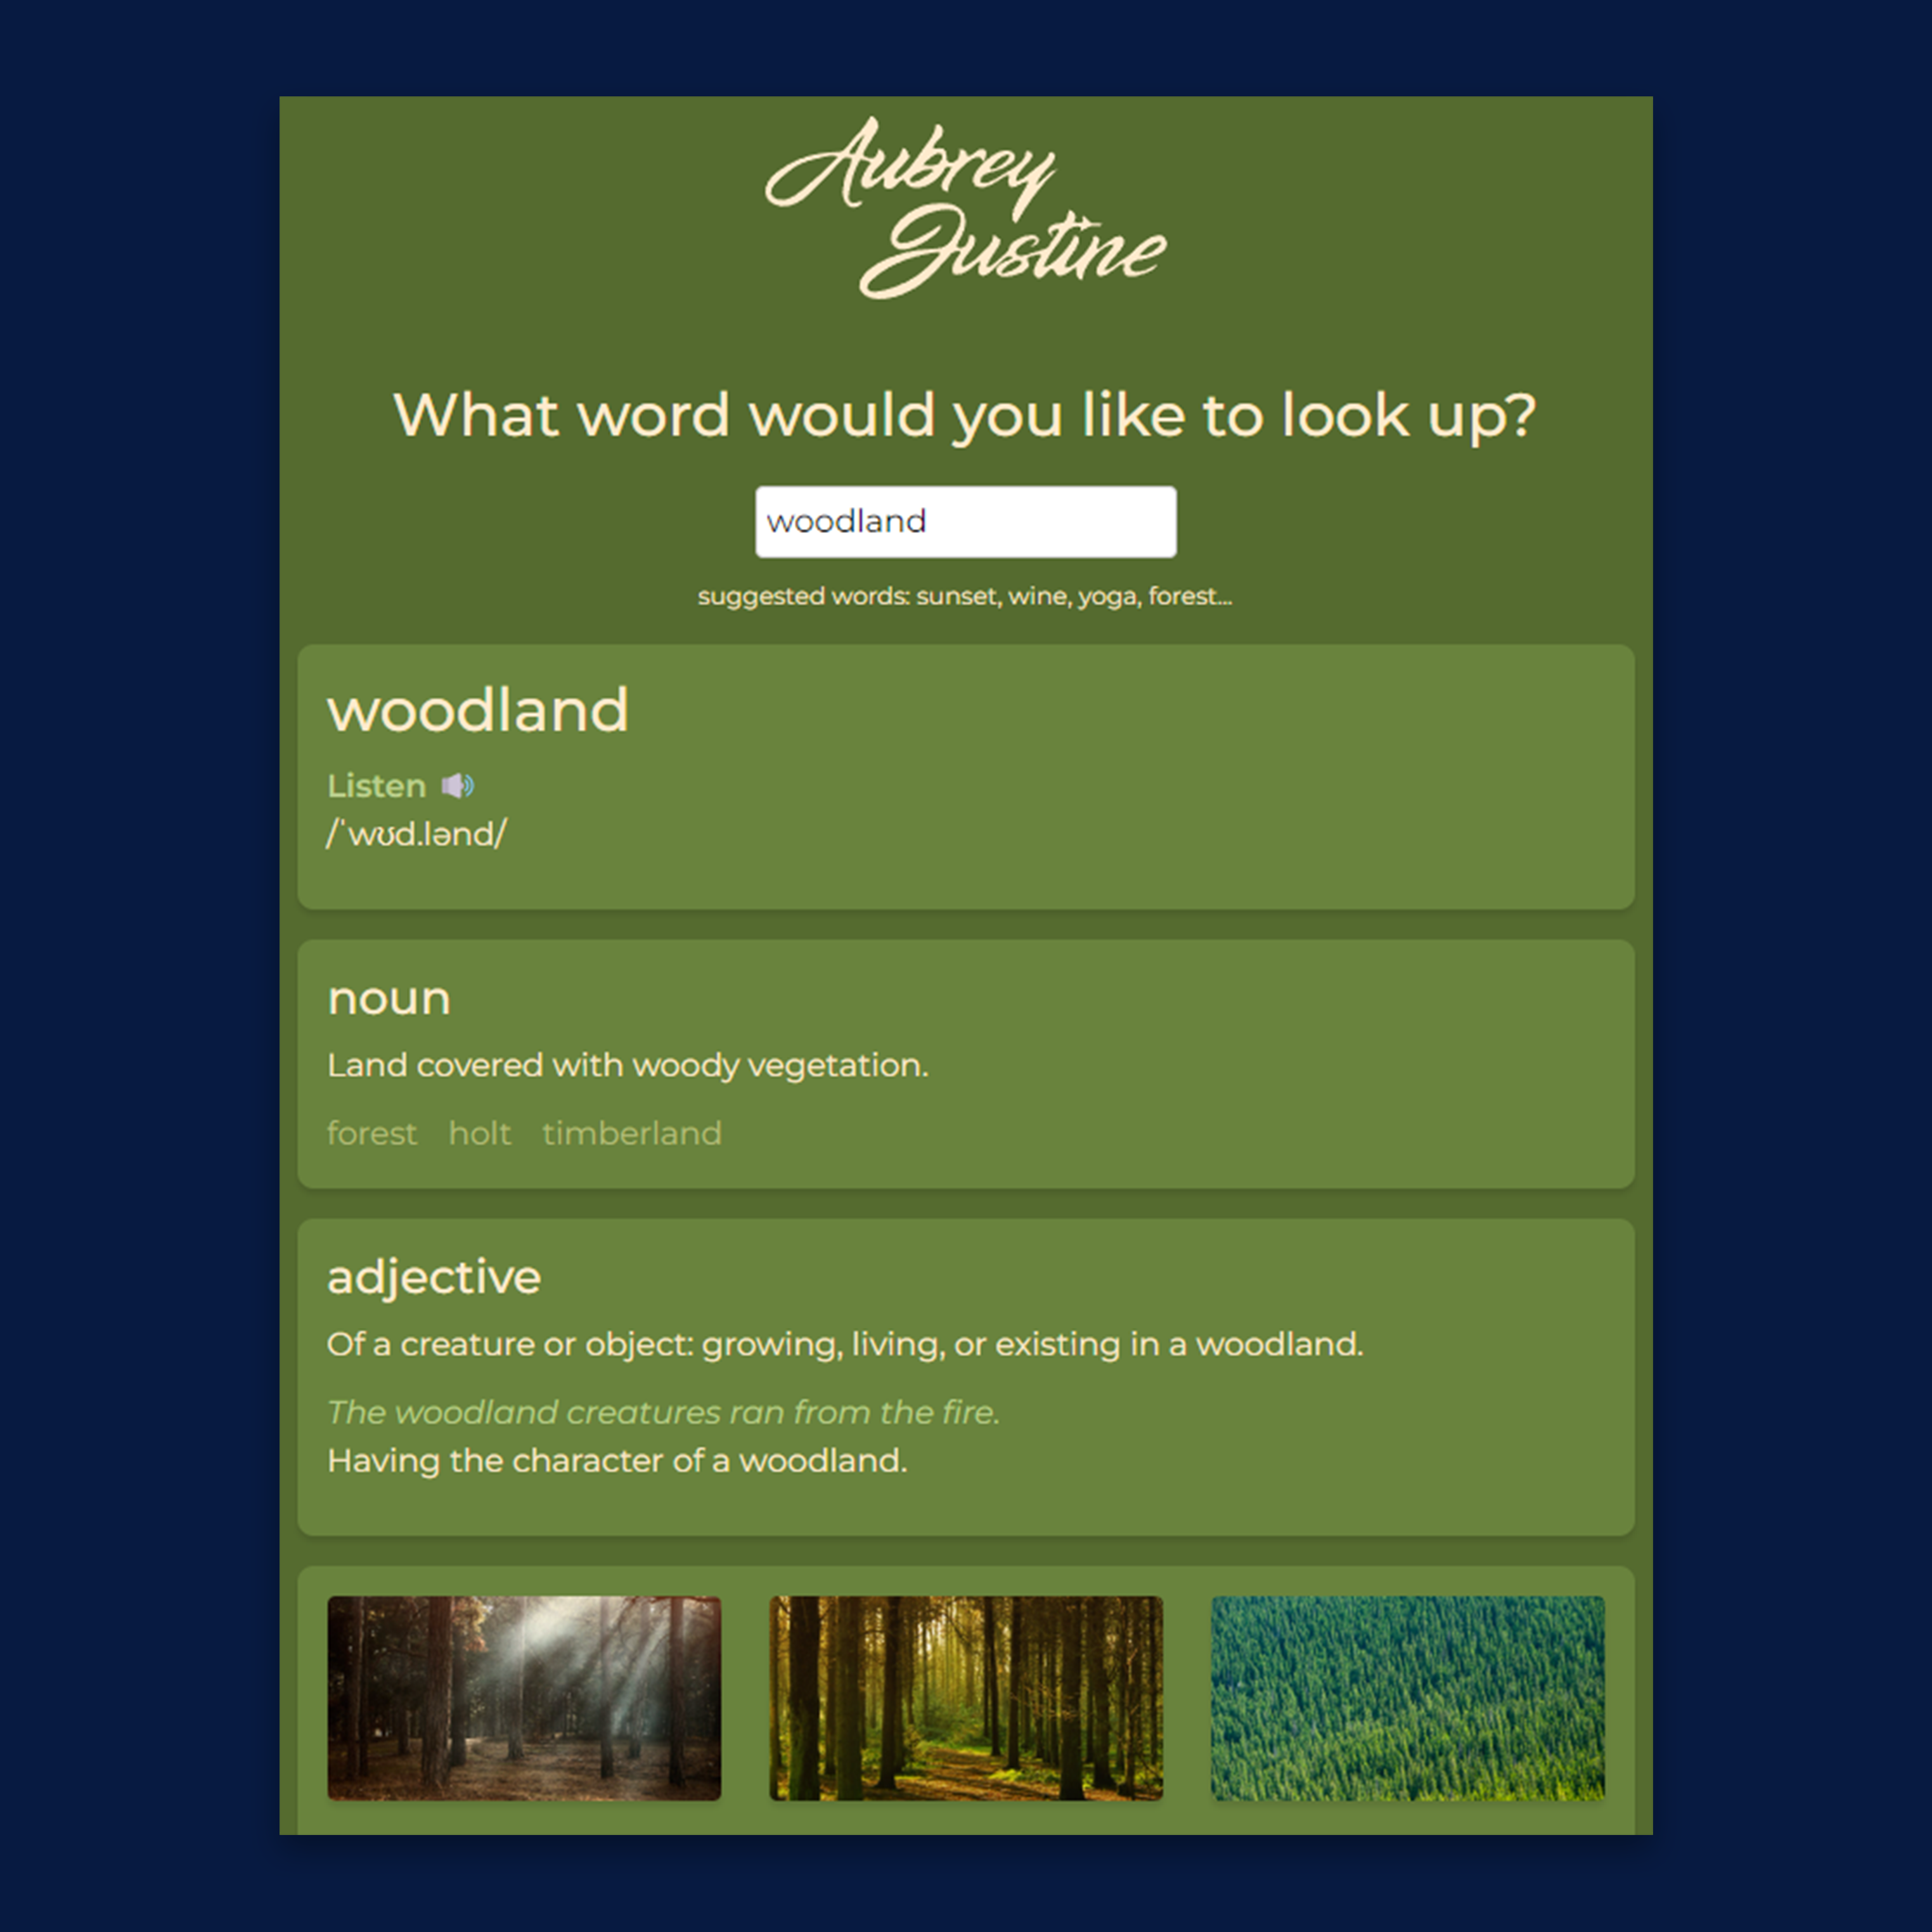 Aubrey
Justine
What word would you like to look up?
woodland
suggested words: sunset, wine, yoga, forest...
woodland
Listen 🔊
/ˈwʊd.lənd/
noun
Land covered with woody vegetation.
forest holt timberland
adjective
Of a creature or object: growing, living, or existing in a woodland.
The woodland creatures ran from the fire.
Having the character of a woodland.